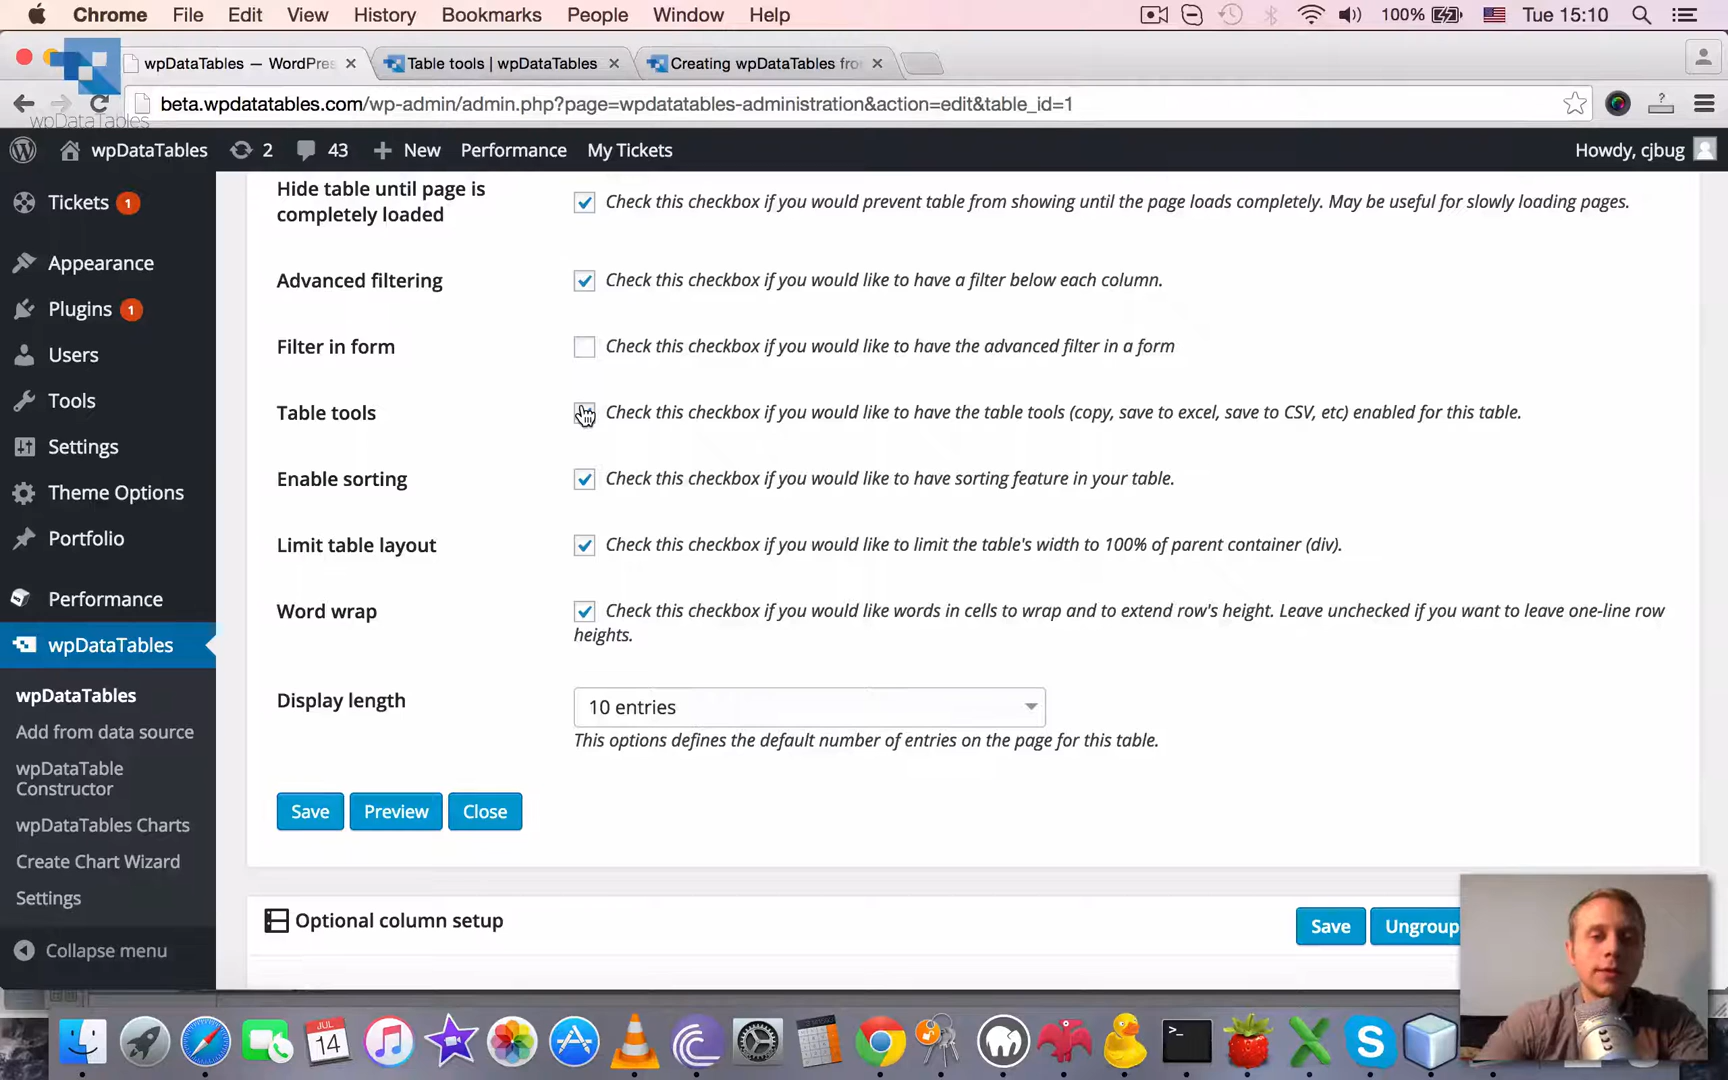 Chrome File Edit View History Bookmarks People Window Help 100% Tue 15:10
wpDataTables — WordPres Table tools | wpDataTables Creating wpDataTables fro
beta.wpdatatables.com/wp-admin/admin.php?page=wpdatatables-administration&action=edit&table_id=1
wpDataTables
wpDataTables 2 43 New Performance My Tickets Howdy, cjbug
Tickets 1
Appearance
Plugins 1
Users
Tools
Settings
Theme Options
Portfolio
Performance
wpDataTables
wpDataTables
Add from data source
wpDataTable
Constructor
wpDataTables Charts
Create Chart Wizard
Settings
Collapse menu
Hide table until page is
completely loaded
Check this checkbox if you would prevent table from showing until the page loads completely. May be useful for slowly loading pages.
Advanced filtering
Check this checkbox if you would like to have a filter below each column.
Filter in form
Check this checkbox if you would like to have the advanced filter in a form
Table tools
Check this checkbox if you would like to have the table tools (copy, save to excel, save to CSV, etc) enabled for this table.
Enable sorting
Check this checkbox if you would like to have sorting feature in your table.
Limit table layout
Check this checkbox if you would like to limit the table's width to 100% of parent container (div).
Word wrap
Check this checkbox if you would like words in cells to wrap and to extend row's height. Leave unchecked if you want to leave one-line row
heights.
Display length
10 entries
This options defines the default number of entries on the page for this table.
Save Preview Close
Optional column setup
Save Ungroup
JUL
14